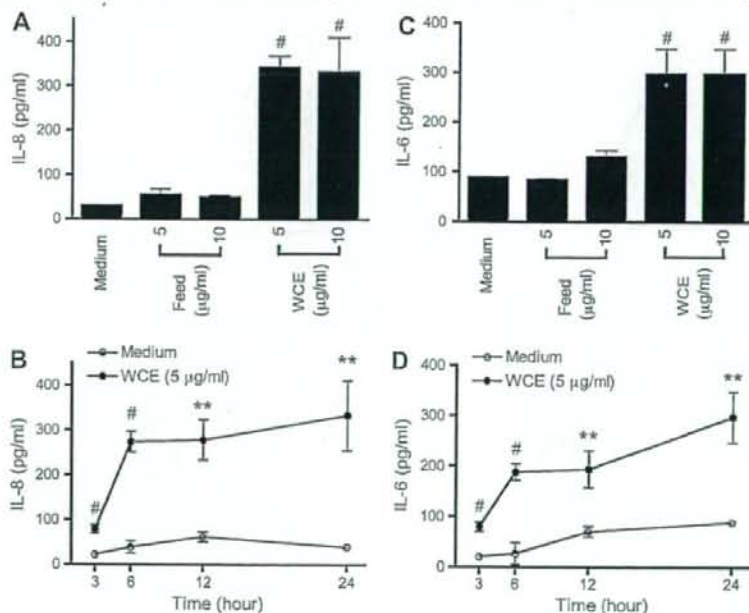 A
IL-8 (pg/ml)
400
300
200
100
0
# #
Medium
5
10
5
10
Feed
(μg/ml)
WCE
(μg/ml)
C
IL-6 (pg/ml)
400
300
200
100
0
# #
Medium
5
10
5
10
Feed
(μg/ml)
WCE
(μg/ml)
B
Medium
WCE (5 μg/ml)
IL-8 (pg/ml)
400
300
200
100
0
# # ** **
3 6 12 24
Time (hour)
D
Medium
WCE (5 μg/ml)
IL-6 (pg/ml)
400
300
200
100
0
# # ** **
3 6 12 24
Time (hour)